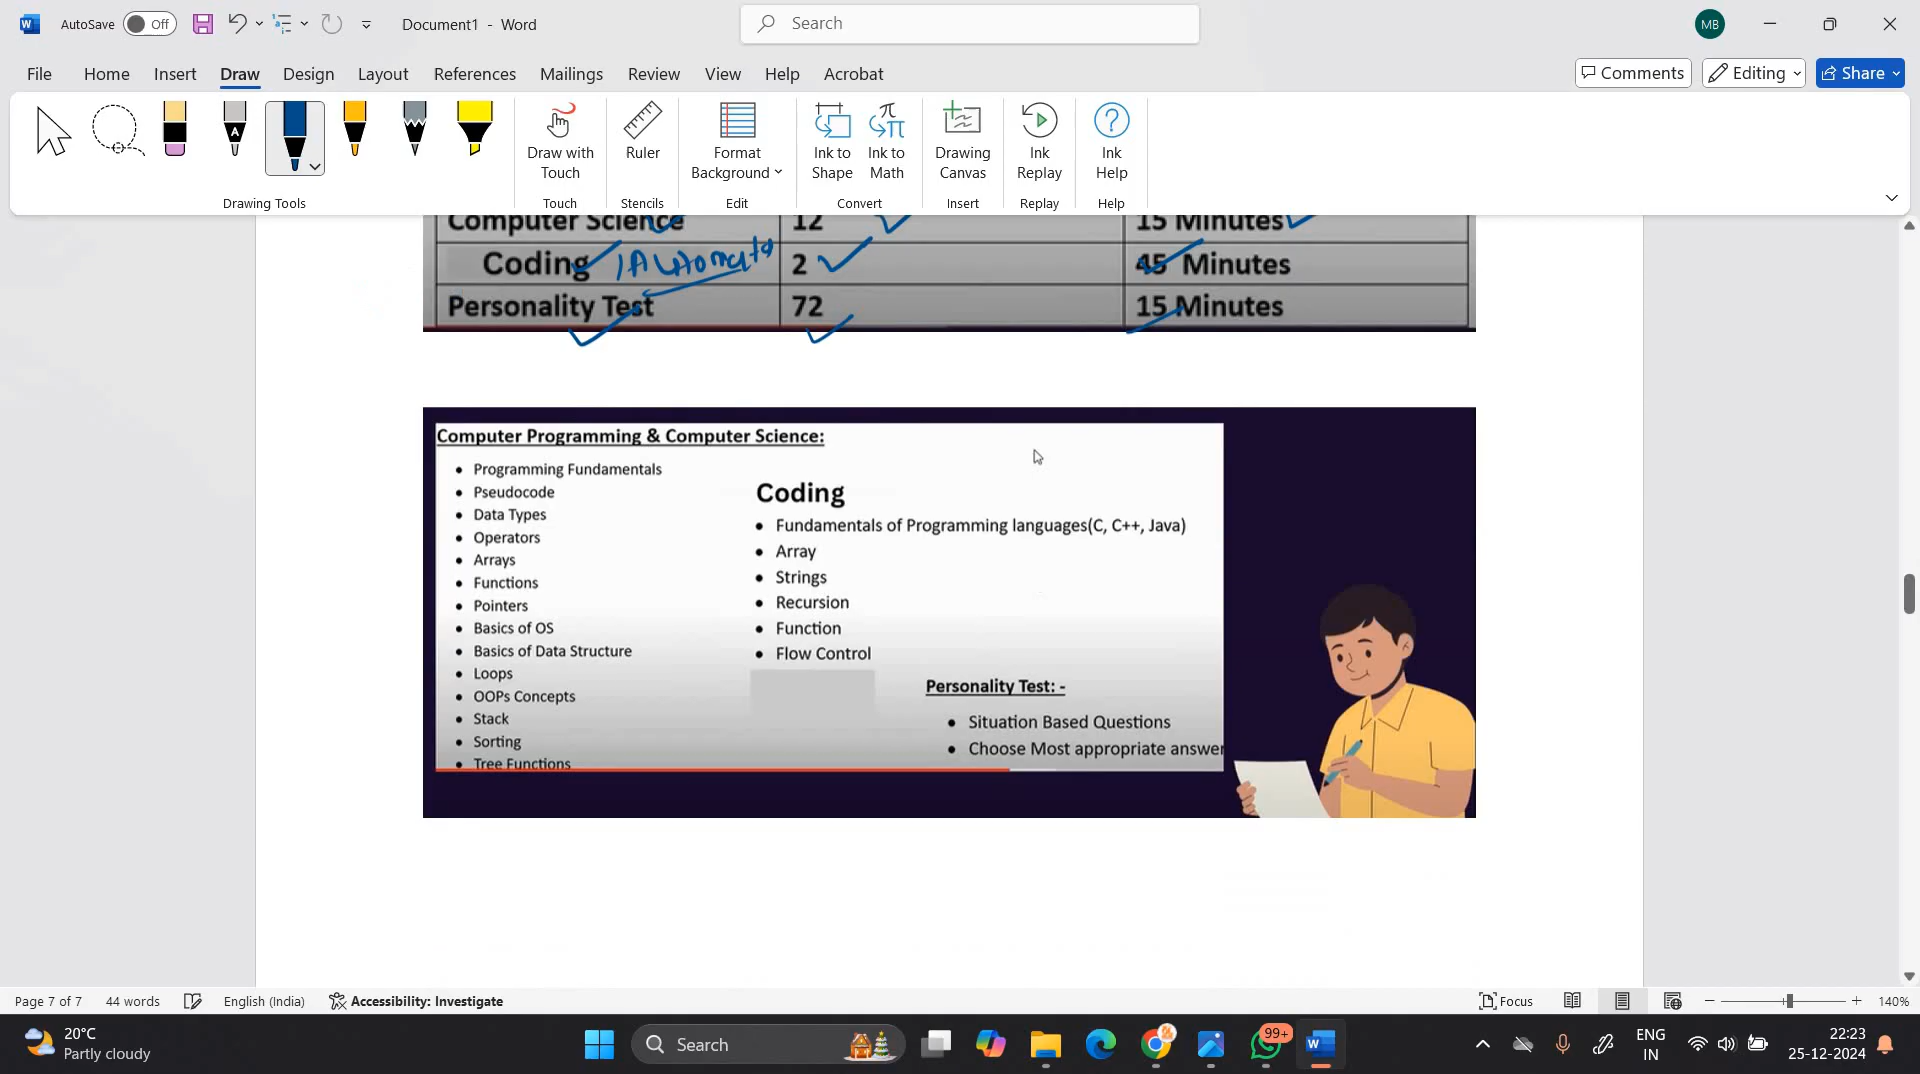 AutoSave Off Document1 - Word Search MB
File Home Insert Draw Design Layout References Mailings Review View Help Acrobat Comments Editing Share
A
Draw with Touch
Ruler
Format Background
Ink to Shape
Ink to Math
Drawing Canvas
Ink Replay
Ink Help
Drawing Tools Touch Stencils Edit Convert Insert Replay Help
Computer Science 12 15 Minutes
Coding /Automata 2 45 Minutes
Personality Test 72 15 Minutes
Computer Programming & Computer Science:
Programming Fundamentals
Pseudocode
Data Types
Operators
Arrays
Functions
Pointers
Basics of OS
Basics of Data Structure
Loops
OOPs Concepts
Stack
Sorting
Tree Functions
Coding
Fundamentals of Programming languages(C, C++, Java)
Array
Strings
Recursion
Function
Flow Control
Personality Test: -
Situation Based Questions
Choose Most appropriate answer
Page 7 of 7 44 words English (India) Accessibility: Investigate Focus 140%
20°C
Partly cloudy
Search
99+
ENG
IN
22:23
25-12-2024